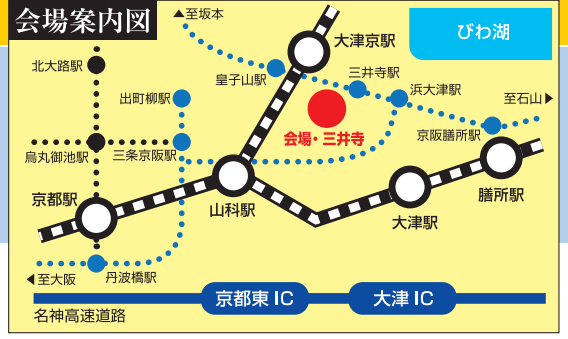 会場案内図
▲至坂本
大津京駅
びわ湖
北大路駅
皇子山駅
三井寺駅
出町柳駅
浜大津駅
至石山▶
会場・三井寺
京阪膳所駅
烏丸御池駅
三条京阪駅
京都駅
山科駅
大津駅
膳所駅
◀至大阪
丹波橋駅
京都東IC
大津IC
名神高速道路